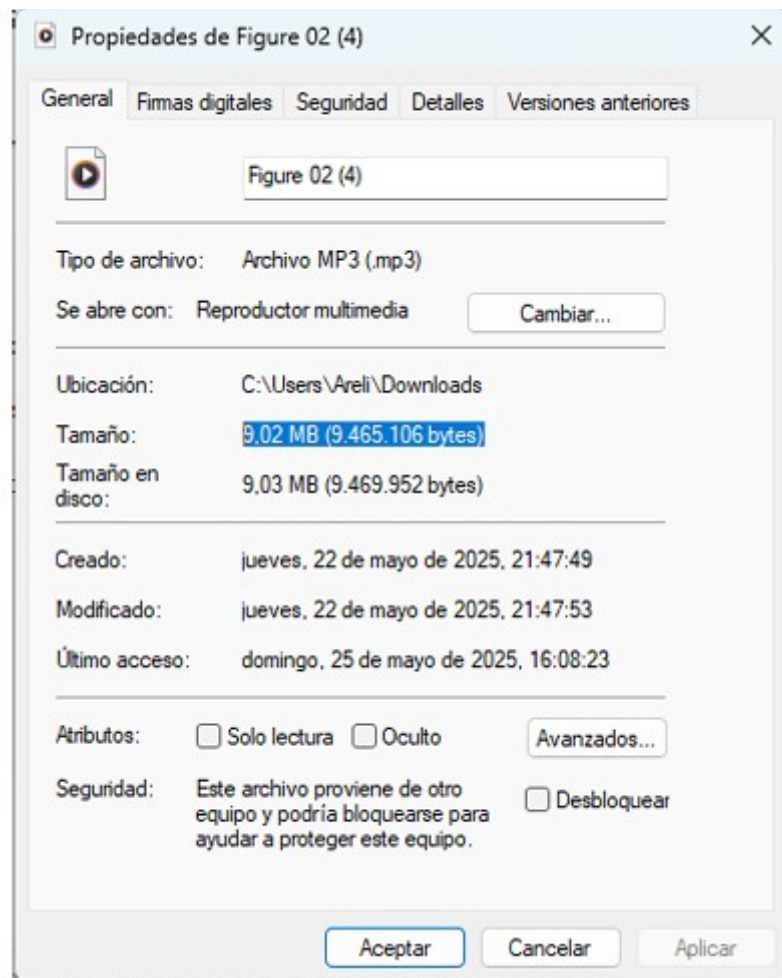 Propiedades de Figure 02 (4)
General Firmas digitales Seguridad Detalles Versiones anteriores
Figure 02 (4)
Tipo de archivo: Archivo MP3 (.mp3)
Se abre con: Reproductor multimedia Cambiar...
Ubicación: C:\Users\Areli\Downloads
Tamaño: 9,02 MB (9.465.106 bytes)
Tamaño en
disco: 9,03 MB (9.469.952 bytes)
Creado: jueves, 22 de mayo de 2025, 21:47:49
Modificado: jueves, 22 de mayo de 2025, 21:47:53
Último acceso: domingo, 25 de mayo de 2025, 16:08:23
Atributos: Solo lectura Oculto Avanzados...
Seguridad: Este archivo proviene de otro
equipo y podría bloquearse para
ayudar a proteger este equipo.
Desbloquear
Aceptar Cancelar Aplicar